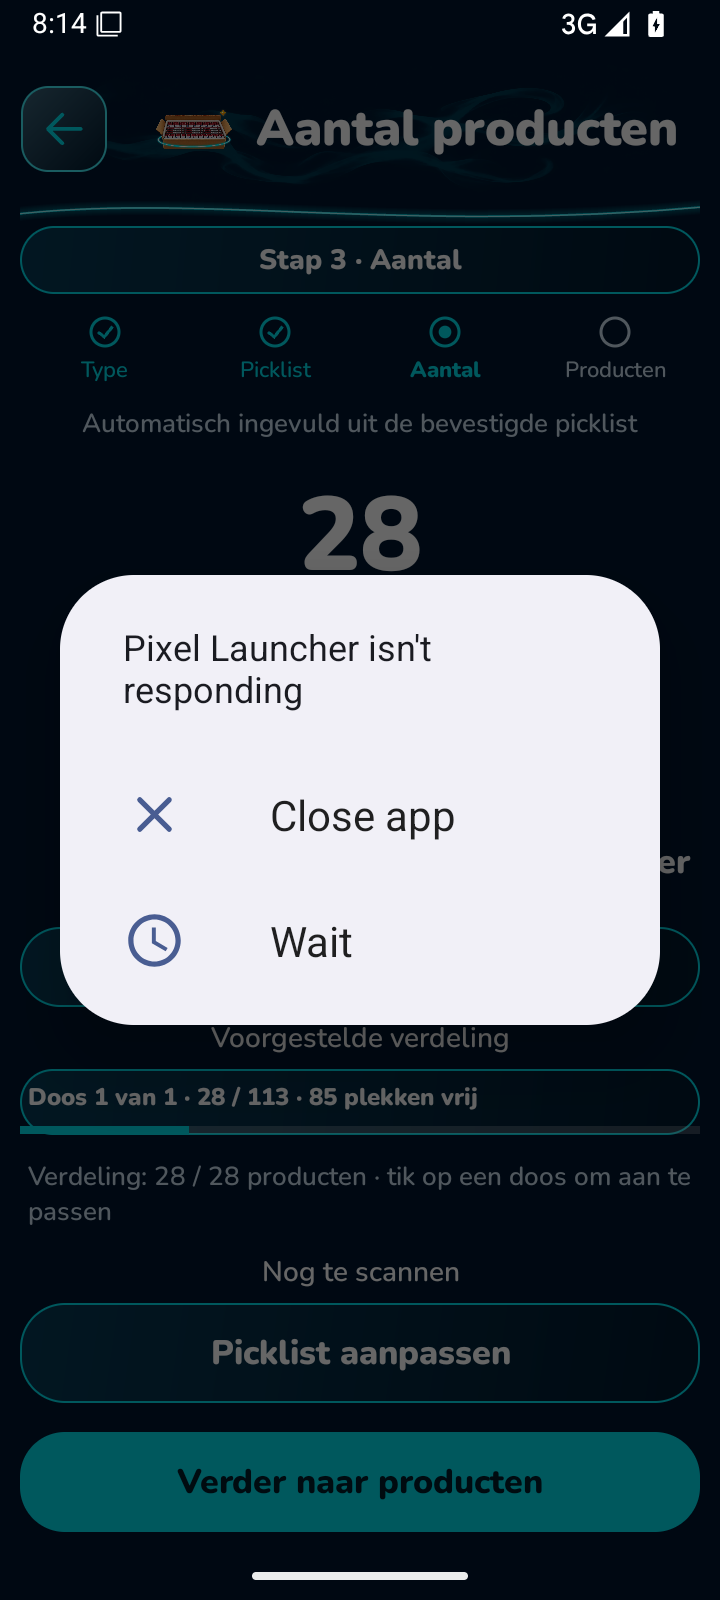 8:14
3G
Aantal producten
Stap 3 · Aantal
Type
Picklist
Aantal
Producten
Automatisch ingevuld uit de bevestigde picklist
28
Pixel Launcher isn't
responding
Close app
er
Wait
Voorgestelde verdeling
Doos 1 van 1 · 28 / 113 · 85 plekken vrij
Verdeling: 28 / 28 producten · tik op een doos om aan te
passen
Nog te scannen
Picklist aanpassen
Verder naar producten